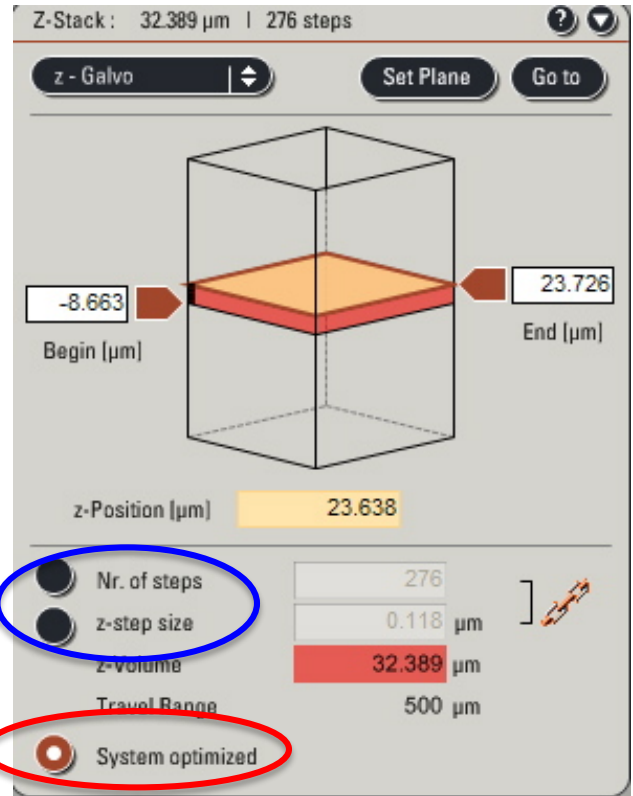 Z-Stack: 32.389 µm | 276 steps ?
z - Galvo Set Plane Go to
-8.663 23.726
Begin [µm] End [µm]
z-Position [µm] 23.638
Nr. of steps 276
z-step size 0.118 µm
z-Volume 32.389 µm
Travel Range 500 µm
System optimized